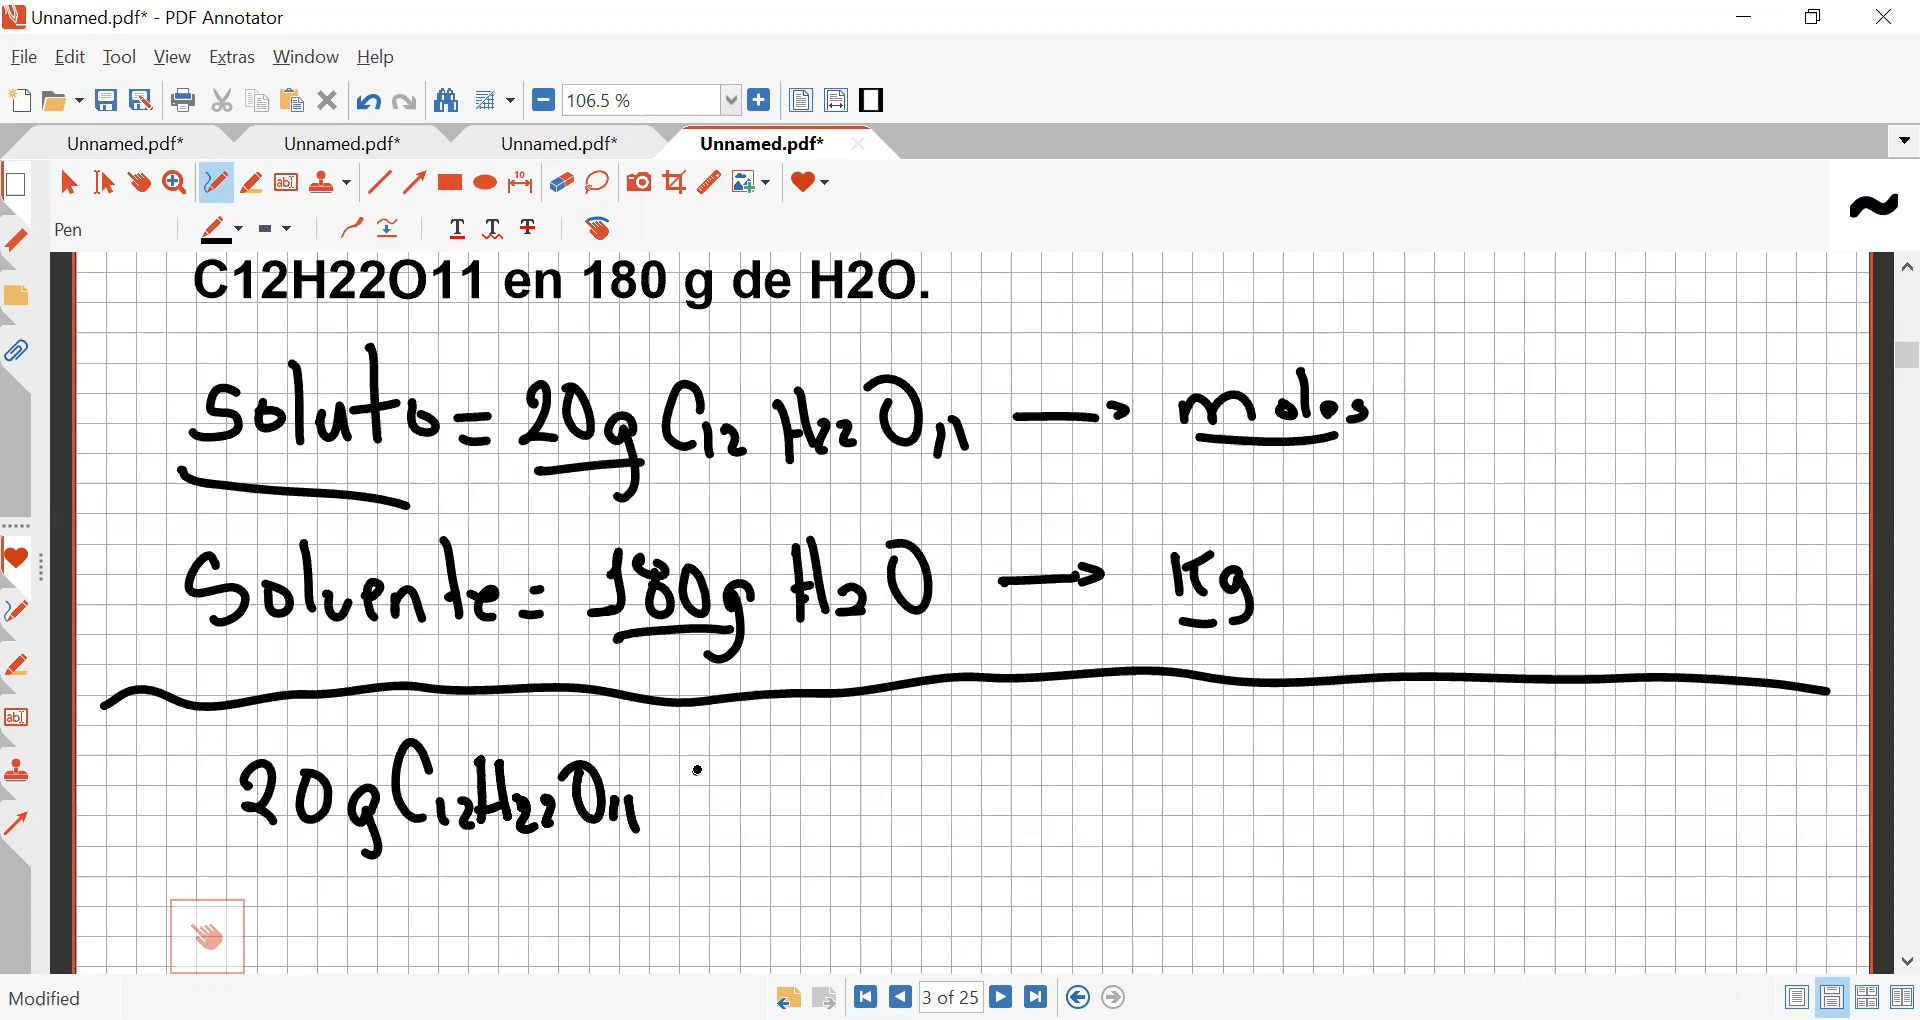 Unnamed.pdf* - PDF Annotator
File Edit Tool View Extras Window Help
106.5 %
Unnamed.pdf* Unnamed.pdf* Unnamed.pdf* Unnamed.pdf*
Pen
C12H22O11 en 180 g de H2O.
Soluto = 20g C12 H22 O11 → moles
Solvente = 180g H2O → Kg
20g C12H22O11
Modified
3 of 25